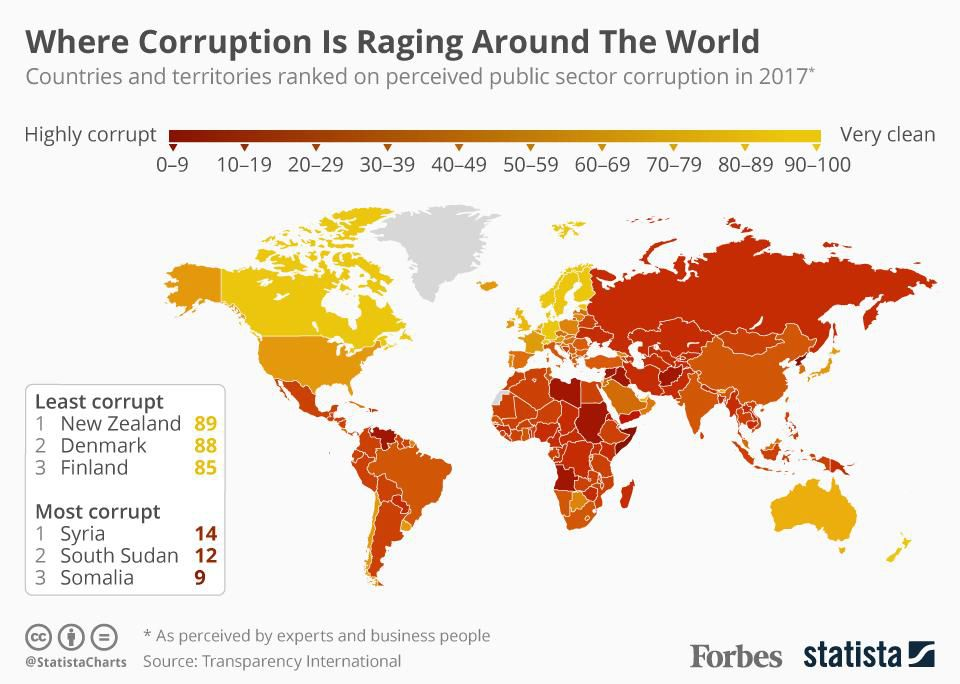 Where Corruption Is Raging Around The World
Countries and territories ranked on perceived public sector corruption in 2017*
Highly corrupt Very clean
0–9 10–19 20–29 30–39 40–49 50–59 60–69 70–79 80–89 90–100
Least corrupt
1 New Zealand 89
2 Denmark 88
3 Finland 85
Most corrupt
1 Syria 14
2 South Sudan 12
3 Somalia 9
cc
@StatistaCharts
* As perceived by experts and business people
Source: Transparency International
Forbes statista